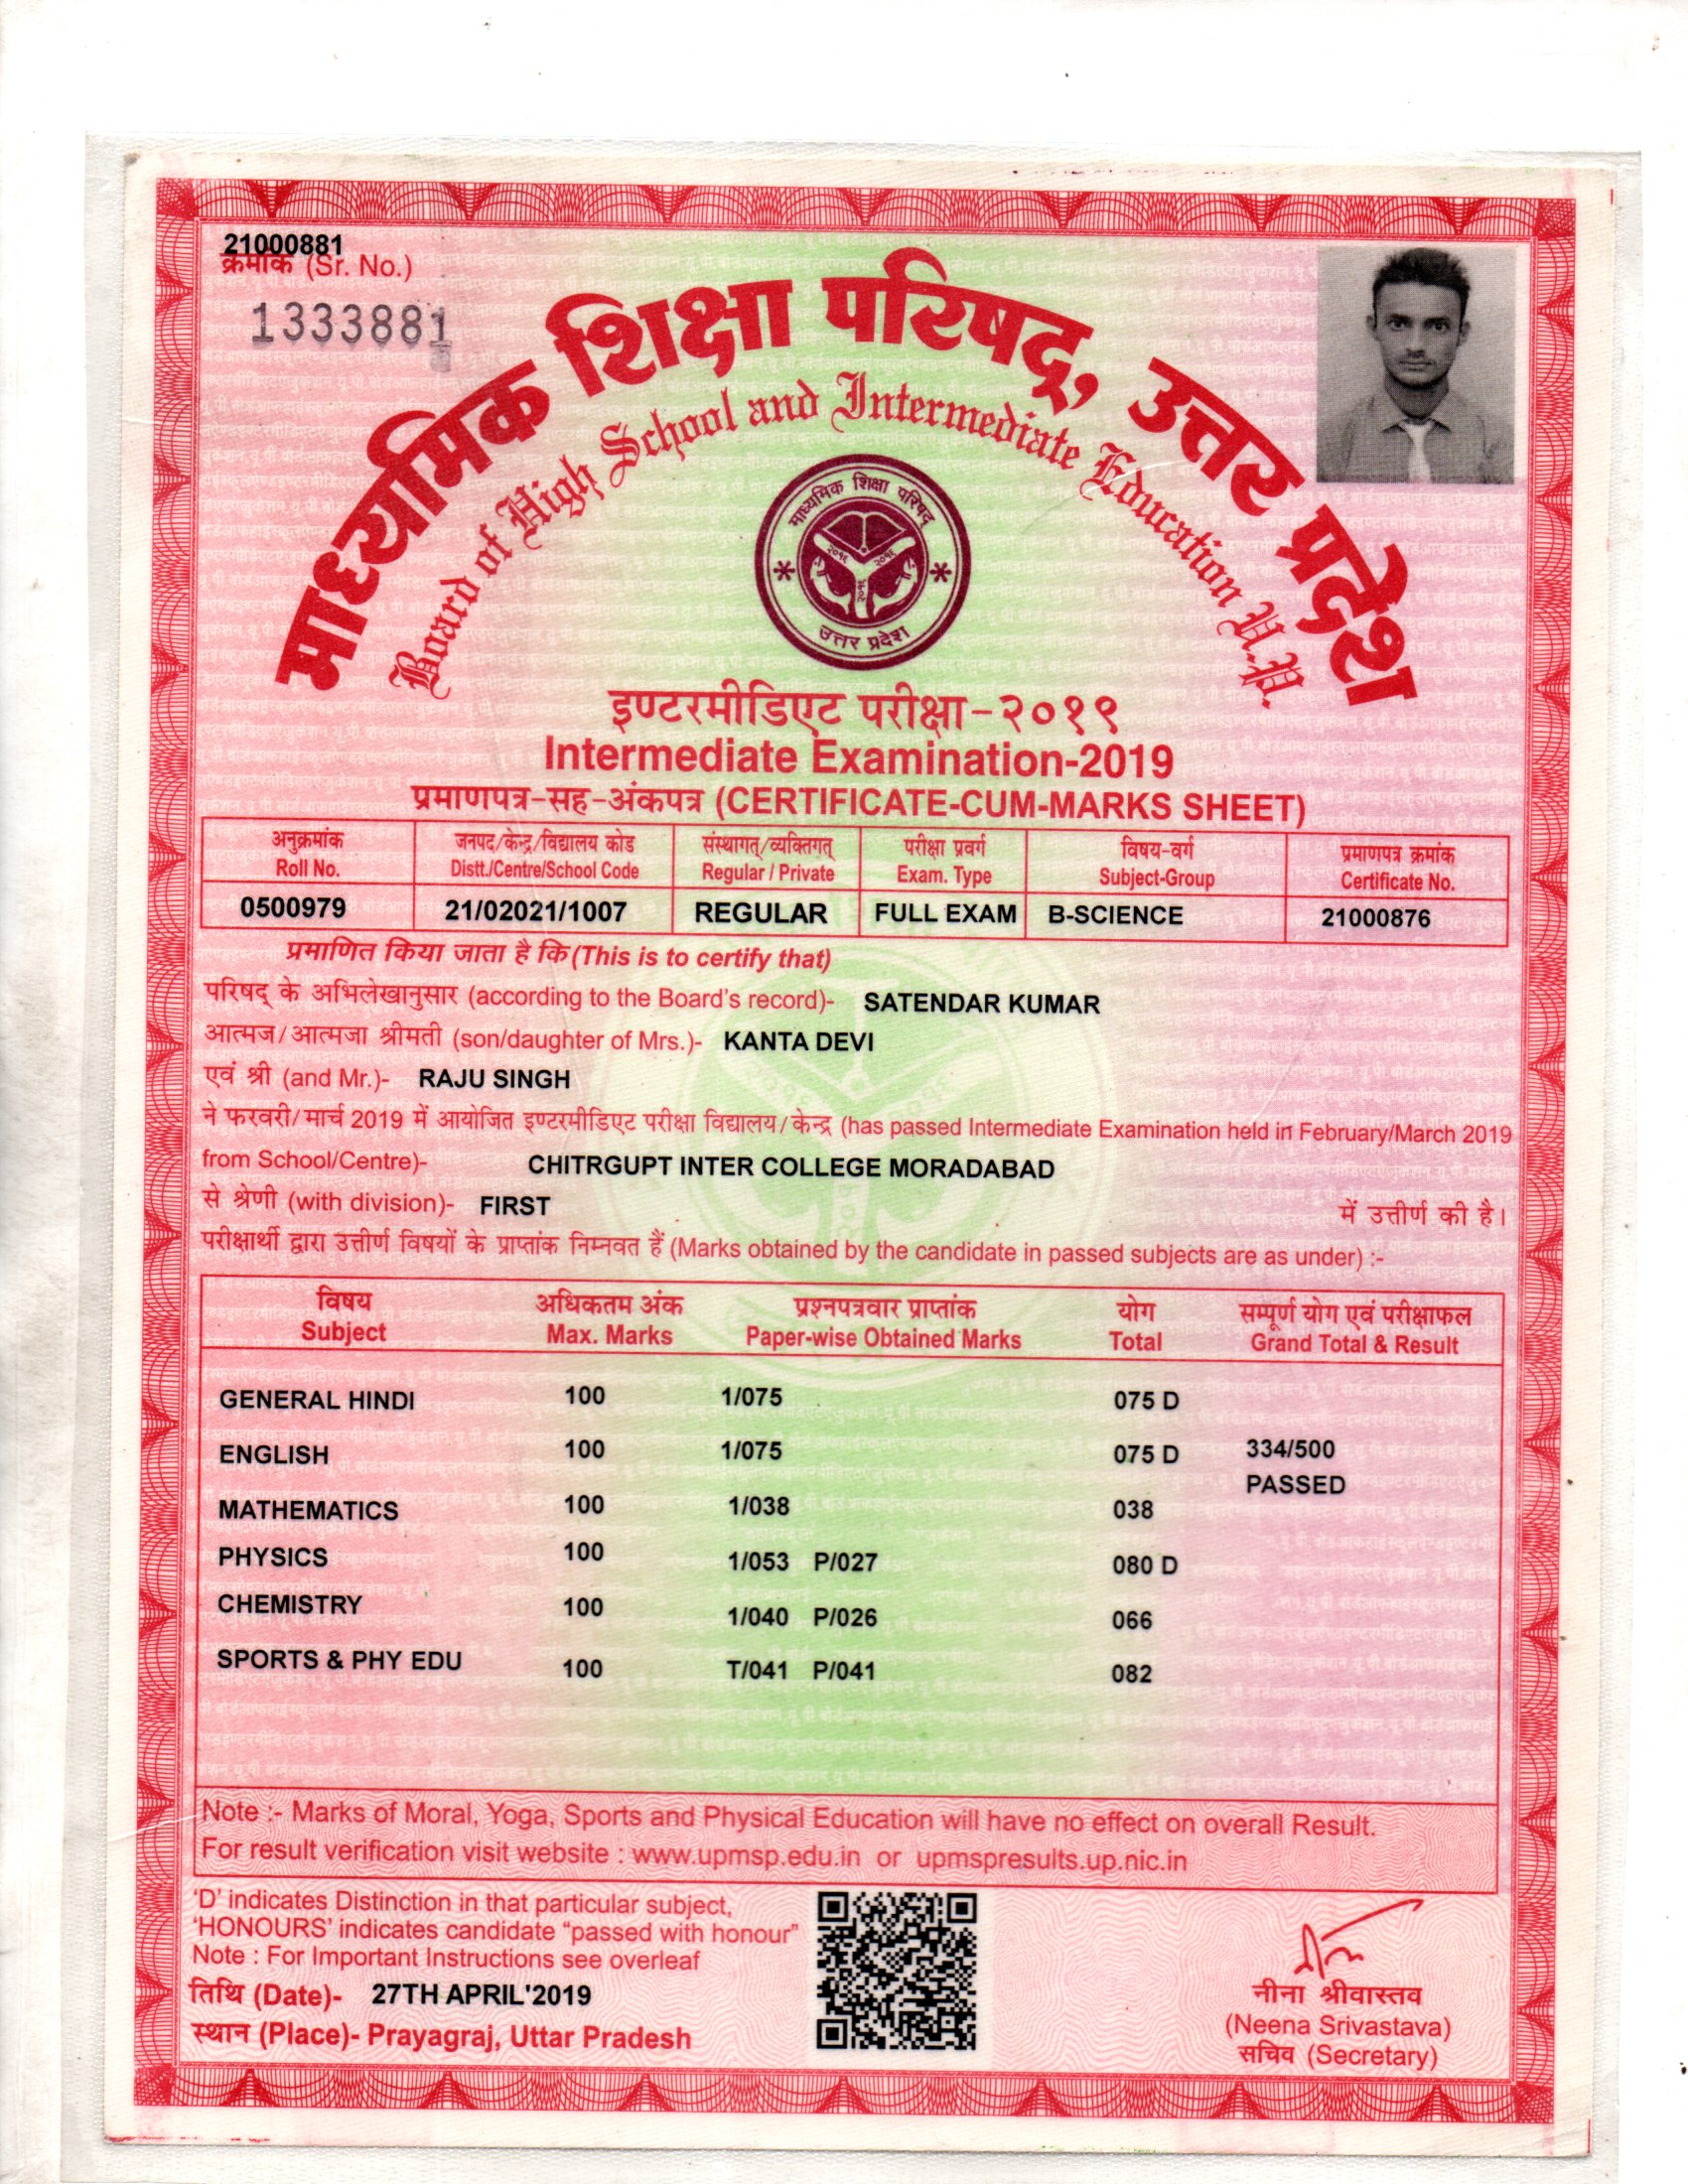 21000881
क्रमांक (Sr. No.)
1333881
माध्यमिक शिक्षा परिषद्, उत्तर प्रदेश
Board of High School and Intermediate Education U.P.
माध्यमिक शिक्षा परिषद्
उत्तर प्रदेश
इण्टरमीडिएट परीक्षा-२०१९
Intermediate Examination-2019
प्रमाणपत्र-सह-अंकपत्र (CERTIFICATE-CUM-MARKS SHEET)
अनुक्रमांक जनपद/केन्द्र/विद्यालय कोड संस्थागत्/व्यक्तिगत् परीक्षा प्रवर्ग विषय-वर्ग प्रमाणपत्र क्रमांक
Roll No. Distt./Centre/School Code Regular / Private Exam. Type Subject-Group Certificate No.
0500979 21/02021/1007 REGULAR FULL EXAM B-SCIENCE 21000876
प्रमाणित किया जाता है कि (This is to certify that)
परिषद् के अभिलेखानुसार (according to the Board's record)- SATENDAR KUMAR
आत्मज/आत्मजा श्रीमती (son/daughter of Mrs.)- KANTA DEVI
एवं श्री (and Mr.)- RAJU SINGH
ने फरवरी/मार्च 2019 में आयोजित इण्टरमीडिएट परीक्षा विद्यालय/केन्द्र (has passed Intermediate Examination held in February/March 2019
from School/Centre)- CHITRGUPT INTER COLLEGE MORADABAD
से श्रेणी (with division)- FIRST में उत्तीर्ण की है।
परीक्षार्थी द्वारा उत्तीर्ण विषयों के प्राप्तांक निम्नवत हैं (Marks obtained by the candidate in passed subjects are as under) :-
विषय अधिकतम अंक प्रश्नपत्रवार प्राप्तांक योग सम्पूर्ण योग एवं परीक्षाफल
Subject Max. Marks Paper-wise Obtained Marks Total Grand Total & Result
GENERAL HINDI 100 1/075 075 D
ENGLISH 100 1/075 075 D 334/500
PASSED
MATHEMATICS 100 1/038 038
PHYSICS 100 1/053 P/027 080 D
CHEMISTRY 100 1/040 P/026 066
SPORTS & PHY EDU 100 T/041 P/041 082
Note :- Marks of Moral, Yoga, Sports and Physical Education will have no effect on overall Result.
For result verification visit website : www.upmsp.edu.in or upmspresults.up.nic.in
'D' indicates Distinction in that particular subject,
'HONOURS' indicates candidate "passed with honour"
Note : For Important Instructions see overleaf
तिथि (Date)- 27TH APRIL'2019
स्थान (Place)- Prayagraj, Uttar Pradesh
नीना श्रीवास्तव
(Neena Srivastava)
सचिव (Secretary)